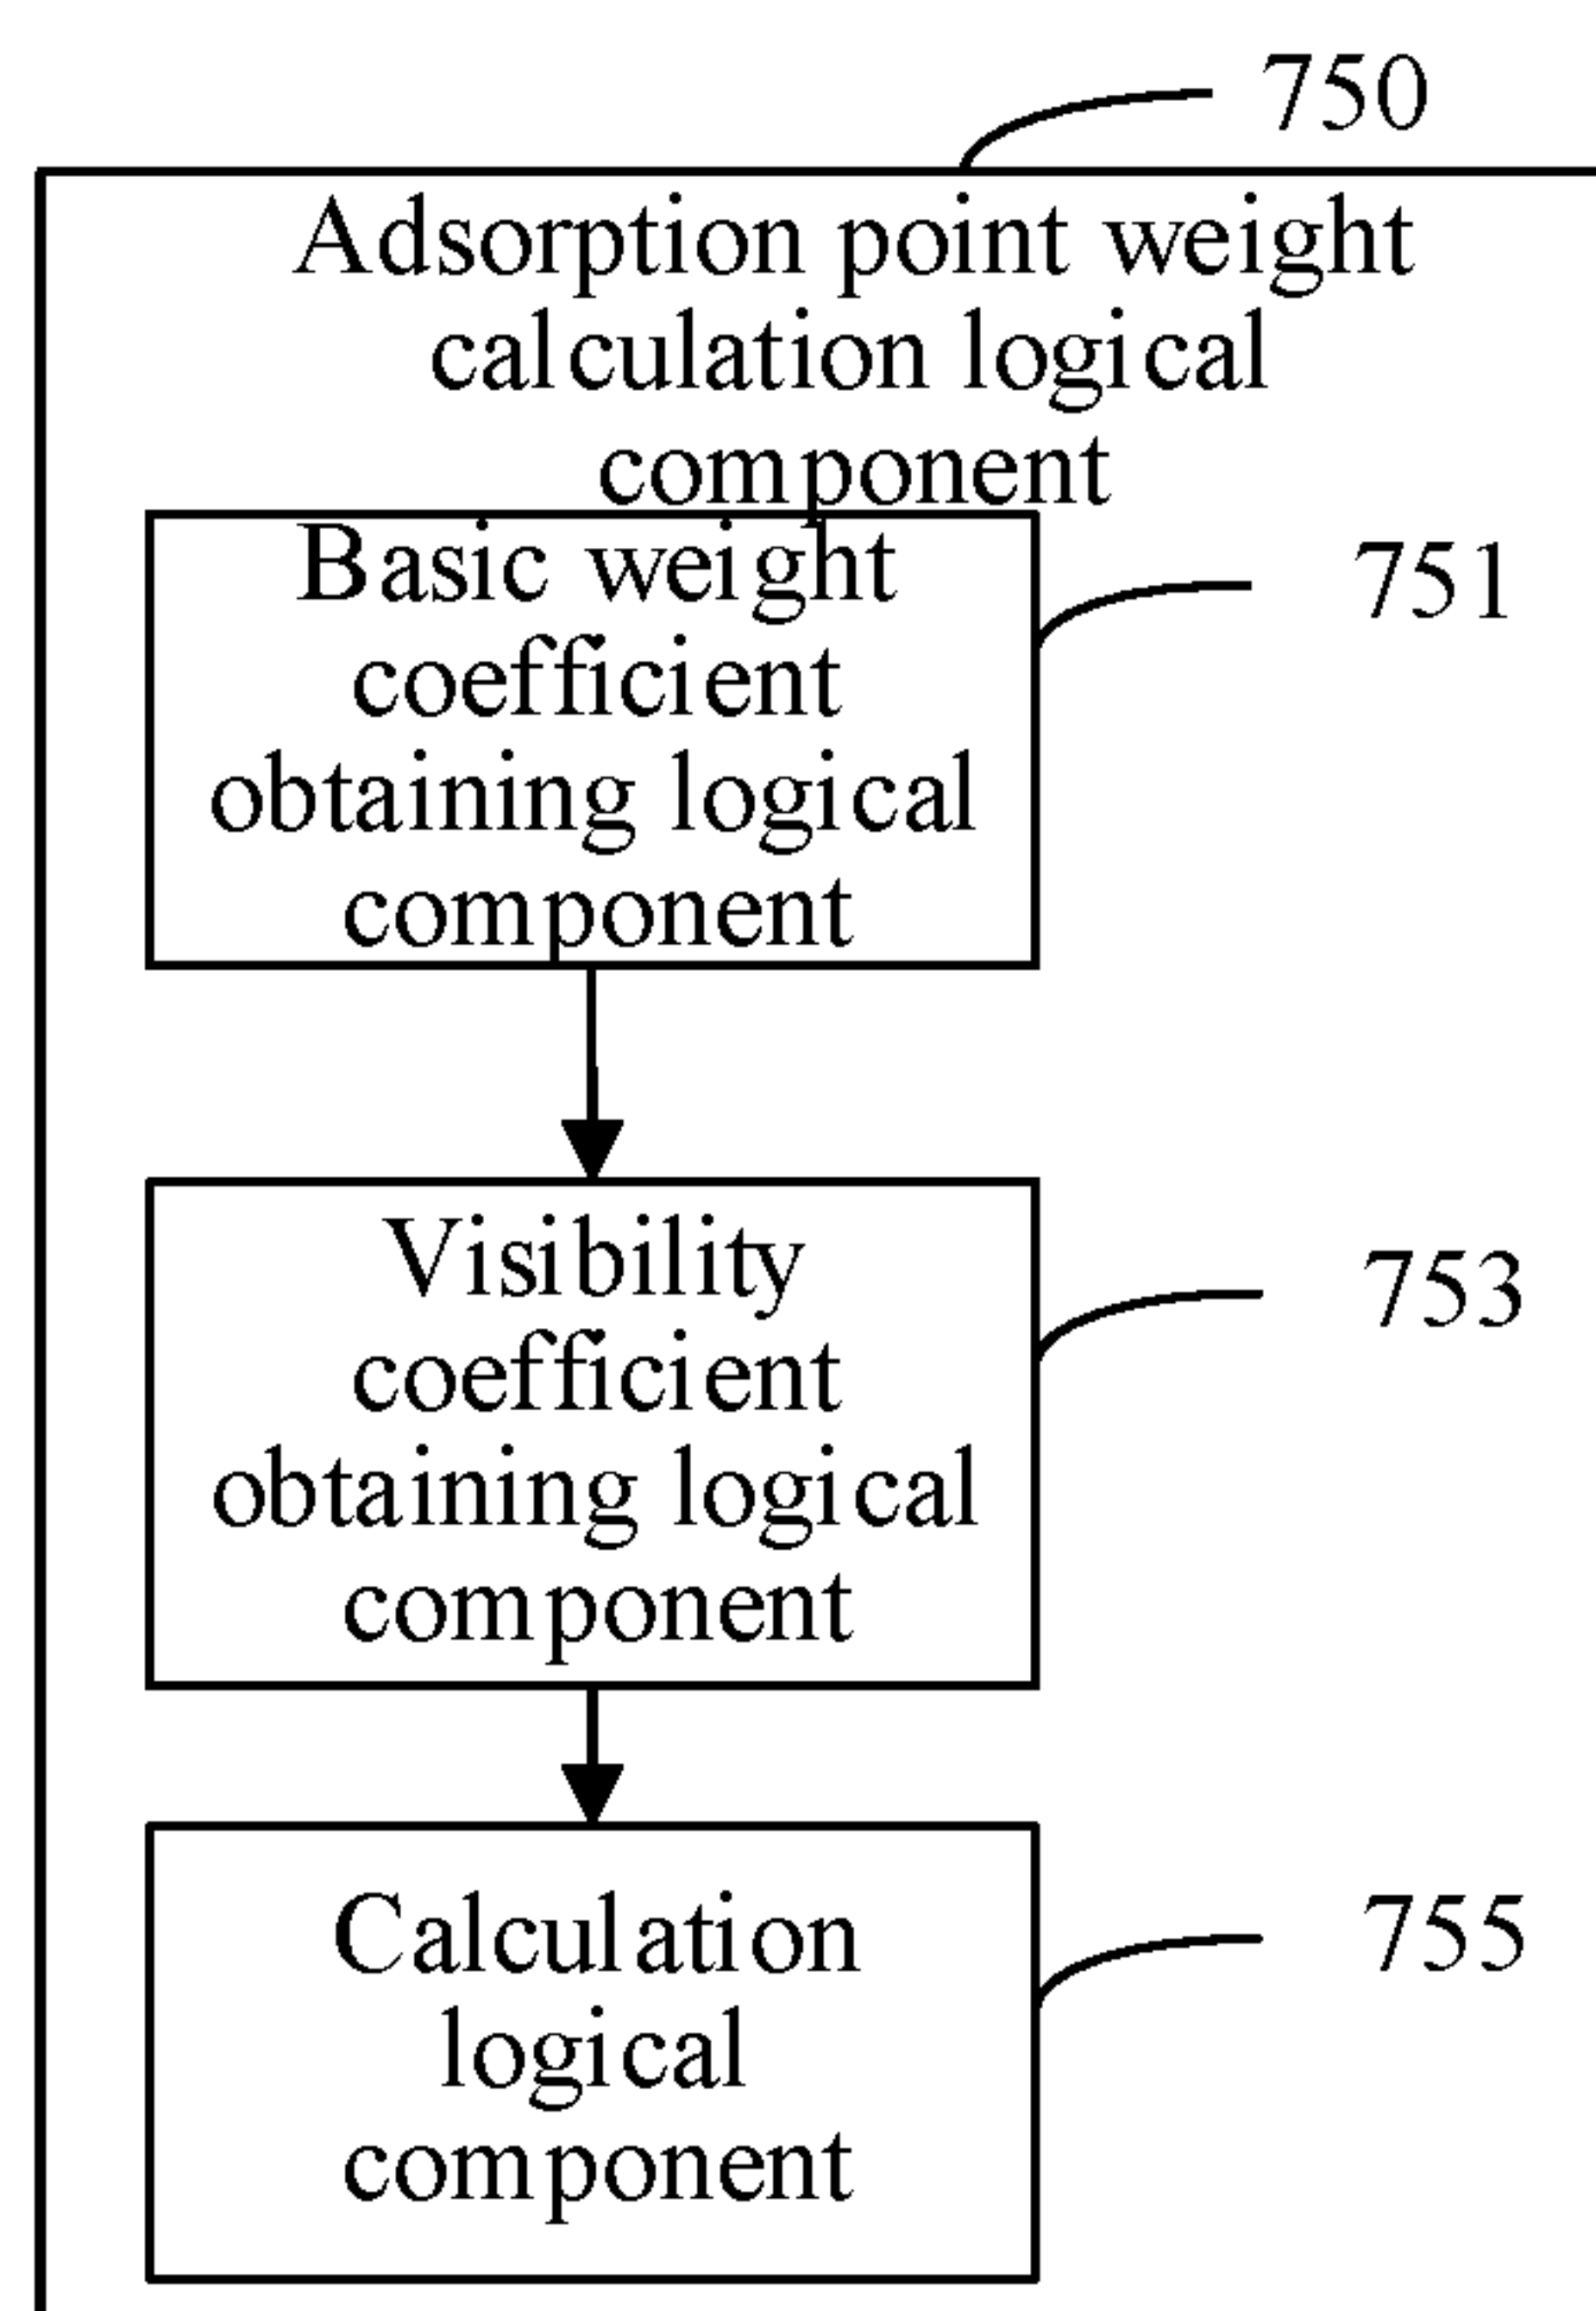 750
Adsorption point weight
calculation logical
component
Basic weight
coefficient
obtaining logical
component
751
Visibility
coefficient
obtaining logical
component
753
Calculation
logical
component
755